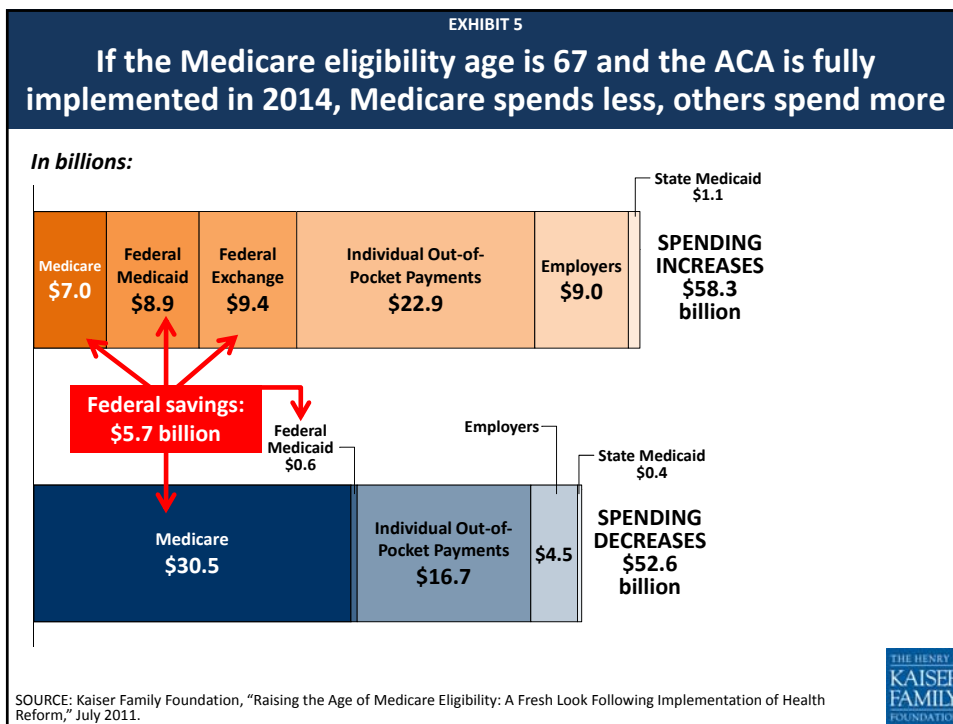 EXHIBIT 5
If the Medicare eligibility age is 67 and the ACA is fully
implemented in 2014, Medicare spends less, others spend more
In billions:
State Medicaid
$1.1
Medicare
$7.0
Federal
Medicaid
$8.9
Federal
Exchange
$9.4
Individual Out-of-
Pocket Payments
$22.9
Employers
$9.0
SPENDING
INCREASES
$58.3
billion
Federal savings:
$5.7 billion
Federal
Medicaid
$0.6
Employers
State Medicaid
$0.4
Medicare
$30.5
Individual Out-of-
Pocket Payments
$16.7
$4.5
SPENDING
DECREASES
$52.6
billion
SOURCE: Kaiser Family Foundation, “Raising the Age of Medicare Eligibility: A Fresh Look Following Implementation of Health
Reform,” July 2011.
THE HENRY
KAISER
FAMILY
FOUNDATION